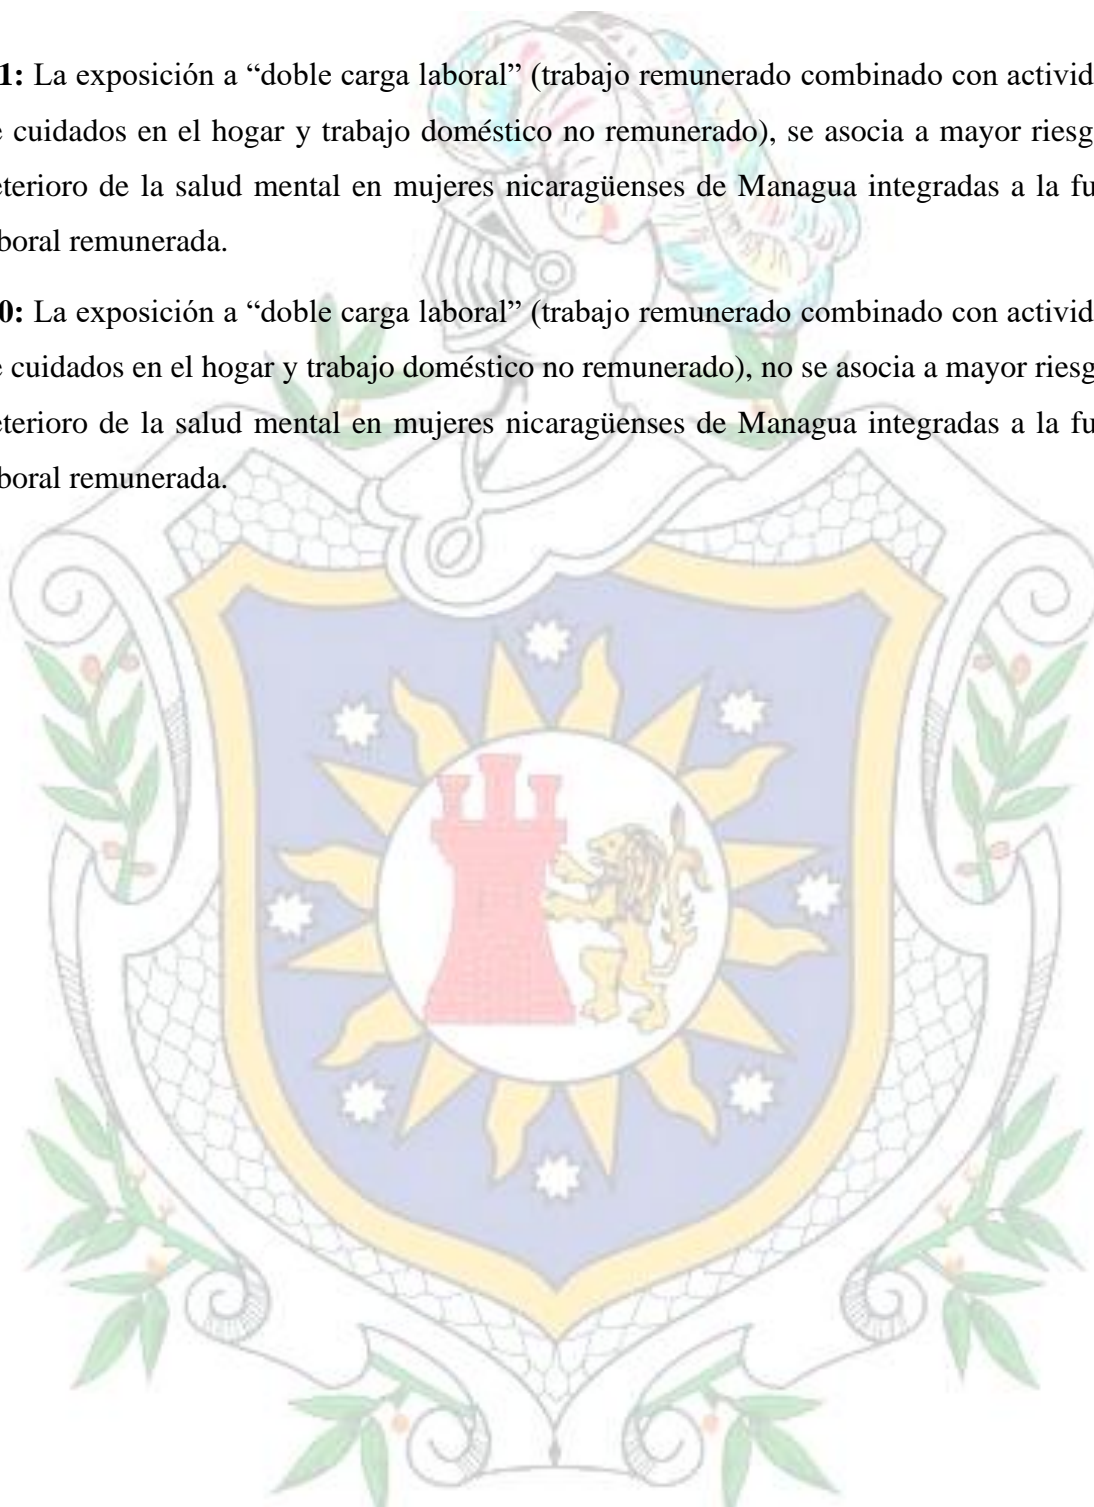 1: La exposición a “doble carga laboral” (trabajo remunerado combinado con activid
e cuidados en el hogar y trabajo doméstico no remunerado), se asocia a mayor riesg
eterioro de la salud mental en mujeres nicaragüenses de Managua integradas a la fu
boral remunerada.
0: La exposición a “doble carga laboral” (trabajo remunerado combinado con activid
e cuidados en el hogar y trabajo doméstico no remunerado), no se asocia a mayor riesg
eterioro de la salud mental en mujeres nicaragüenses de Managua integradas a la fu
boral remunerada.